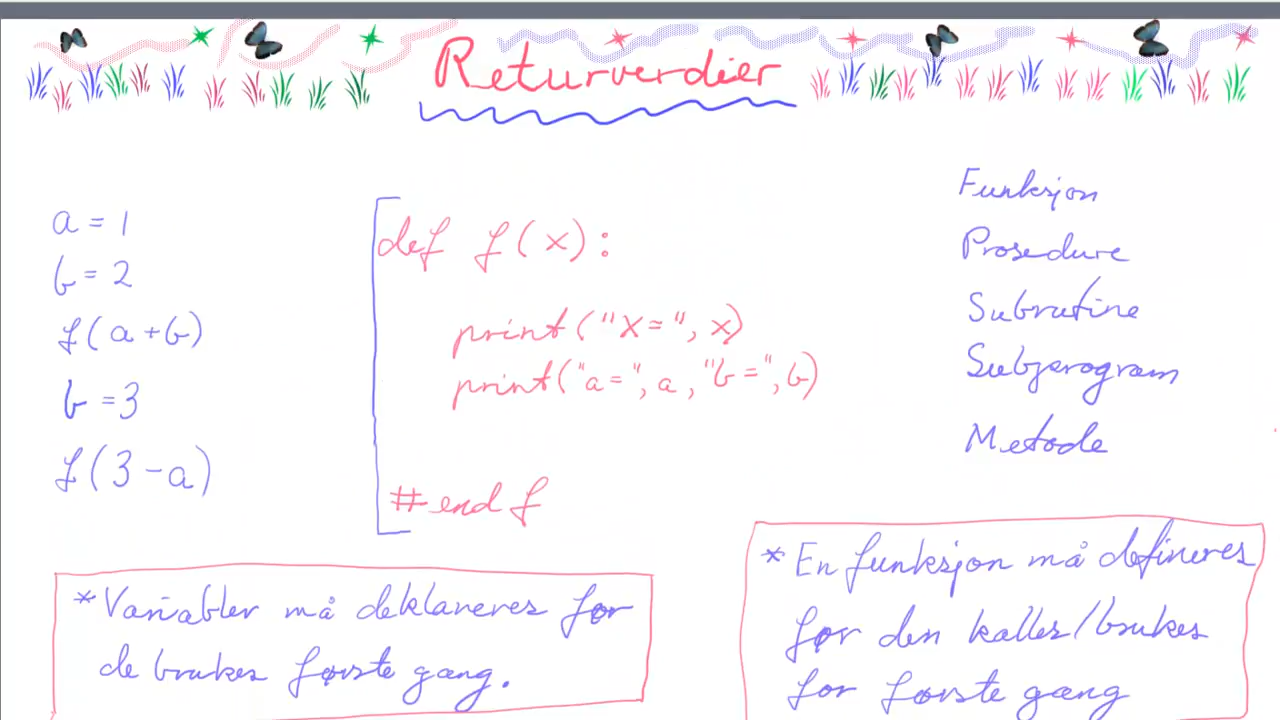 Returverdier
a = 1
b = 2
f(a+b)
b = 3
f(3-a)
def f(x):
print("X=", x)
print("a=", a, "b=", b)
#end f
Funksjon
Prosedure
Subrutine
Subprogram
Metode
* Variabler må deklareres før
de brukes første gang.
* En funksjon må defineres
før den kalles/brukes
for første gang